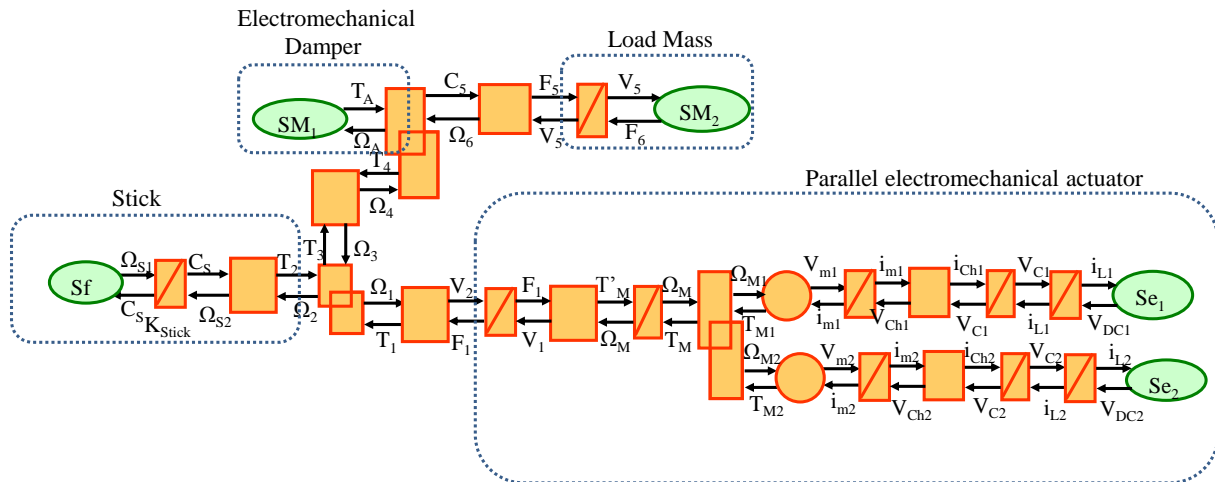 Electromechanical
Damper
Load Mass
T_A
C_5
F_5
V_5
SM_1
SM_2
Ω_A
Ω_6
V_5
F_6
T_4
Ω_4
Parallel electromechanical actuator
Stick
T_3
Ω_3
Ω_S1
C_S
T_2
Sf
C_S
K_Stick
Ω_S2
Ω_2
Ω_1
V_2
F_1
T'_M
Ω_M
Ω_M1
V_m1
i_m1
i_Ch1
V_C1
i_L1
Se_1
T_1
F_1
V_1
Ω_M
T_M
T_M1
i_m1
V_Ch1
V_C1
i_L1
V_DC1
Ω_M2
V_m2
i_m2
i_Ch2
V_C2
i_L2
Se_2
T_M2
i_m2
V_Ch2
V_C2
i_L2
V_DC2